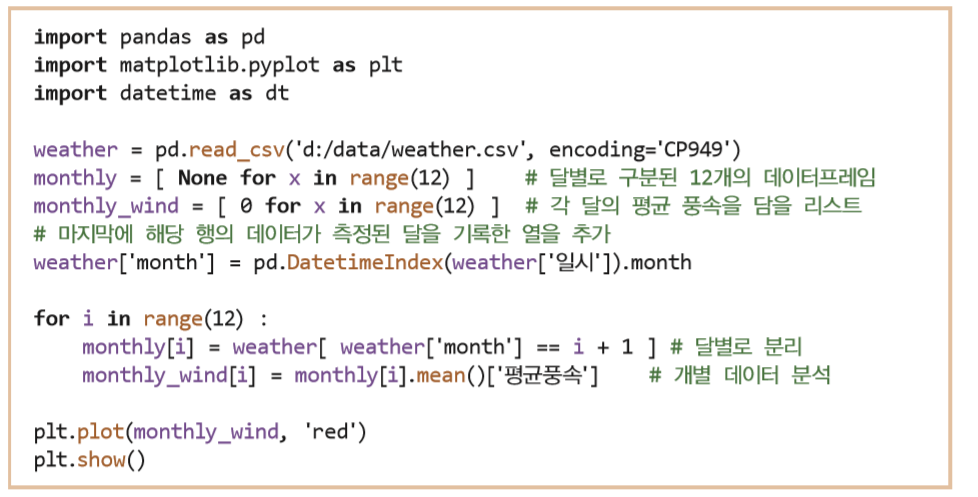 import pandas as pd
import matplotlib.pyplot as plt
import datetime as dt
weather = pd.read_csv('d:/data/weather.csv', encoding='CP949')
monthly = [ None for x in range(12) ]    # 달별로 구분된 12개의 데이터프레임
monthly_wind = [ 0 for x in range(12) ]  # 각 달의 평균 풍속을 담을 리스트
# 마지막에 해당 행의 데이터가 측정된 달을 기록한 열을 추가
weather['month'] = pd.DatetimeIndex(weather['일시']).month
for i in range(12) :
    monthly[i] = weather[ weather['month'] == i + 1 ] # 달별로 분리
    monthly_wind[i] = monthly[i].mean()['평균풍속']    # 개별 데이터 분석
plt.plot(monthly_wind, 'red')
plt.show()